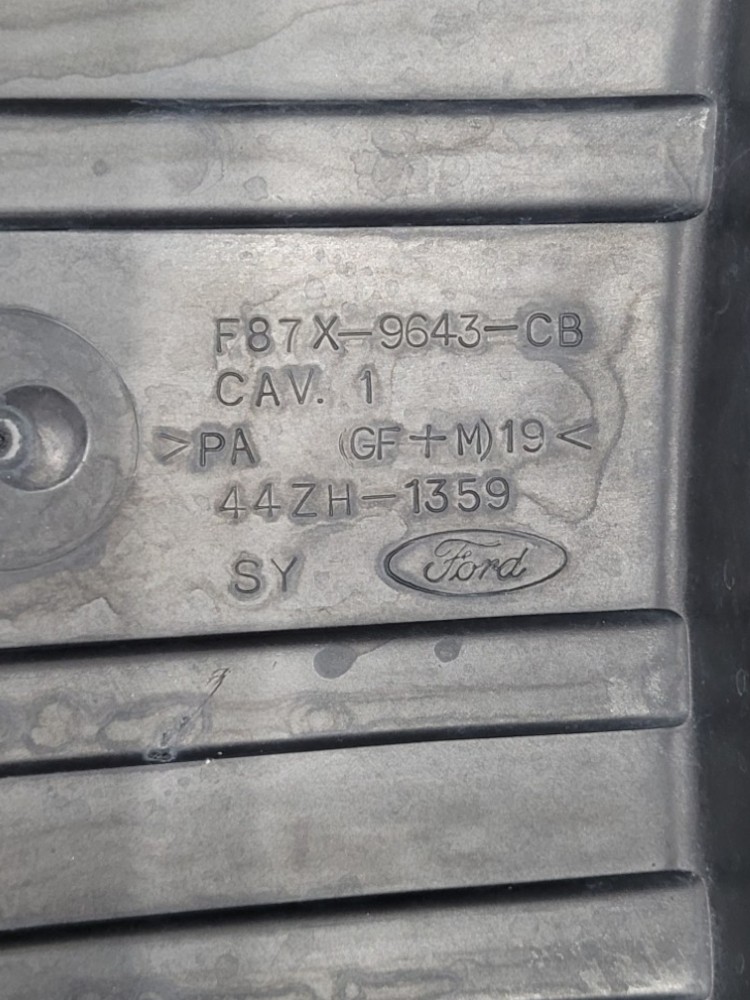 F87X-9643-CB
CAV. 1
>PA (GF+M)19<
44ZH-1359
SY Ford